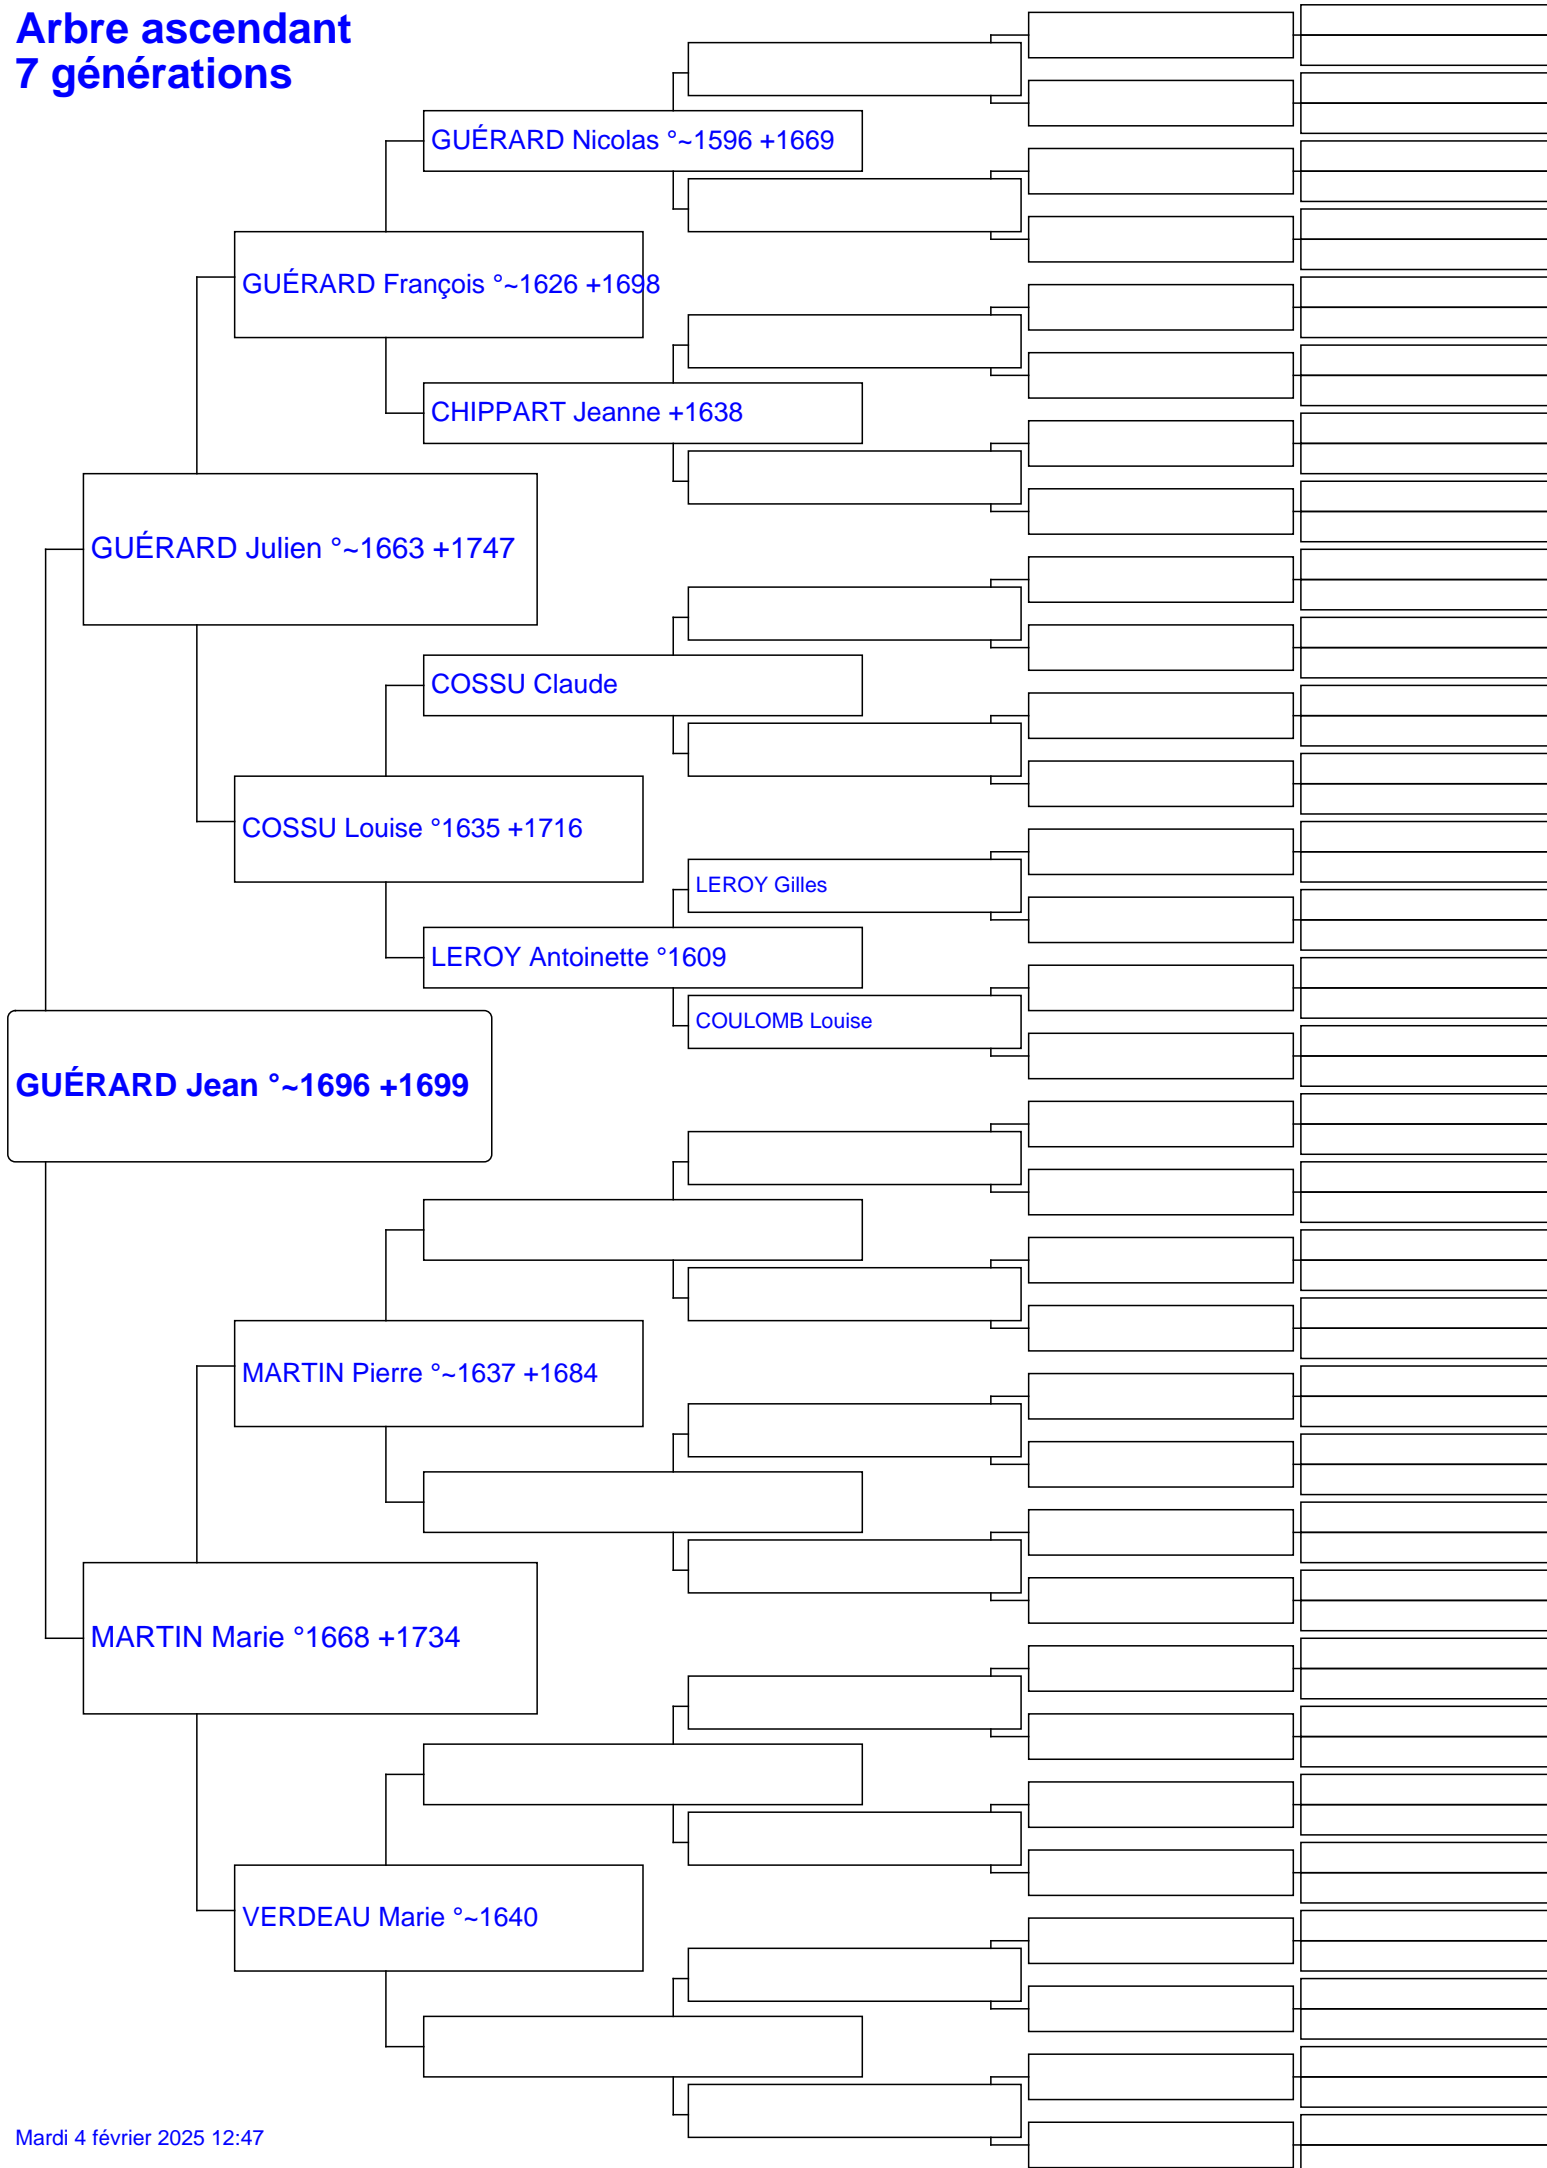 Arbre ascendant
7 générations
GUÉRARD Nicolas °~1596 +1669
GUÉRARD François °~1626 +1698
CHIPPART Jeanne +1638
GUÉRARD Julien °~1663 +1747
COSSU Claude
COSSU Louise °1635 +1716
LEROY Gilles
LEROY Antoinette °1609
COULOMB Louise
GUÉRARD Jean °~1696 +1699
MARTIN Pierre °~1637 +1684
MARTIN Marie °1668 +1734
VERDEAU Marie °~1640
Mardi 4 février 2025 12:47